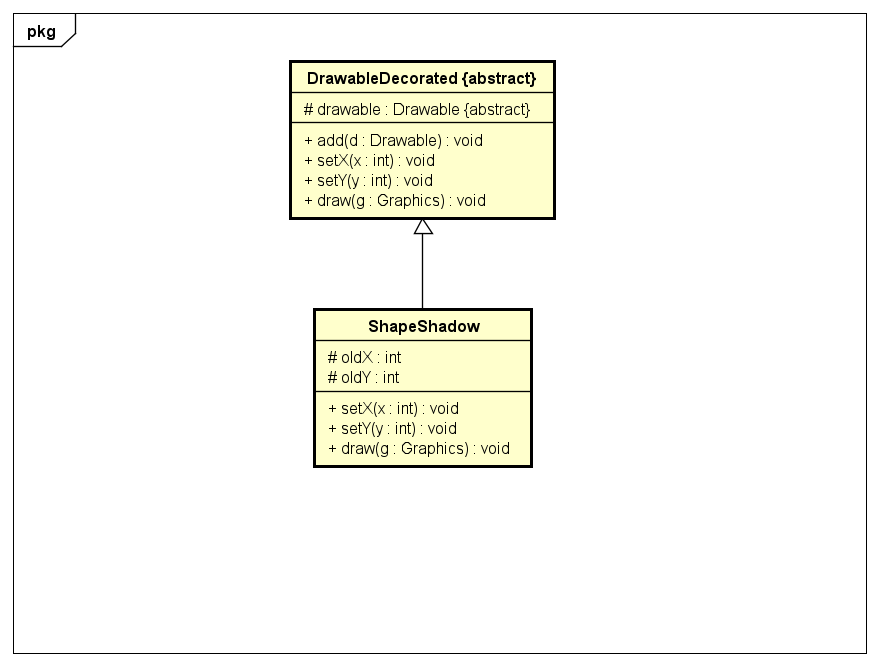 pkg
DrawableDecorated {abstract}
# drawable : Drawable {abstract}
+ add(d : Drawable) : void
+ setX(x : int) : void
+ setY(y : int) : void
+ draw(g : Graphics) : void
ShapeShadow
# oldX : int
# oldY : int
+ setX(x : int) : void
+ setY(y : int) : void
+ draw(g : Graphics) : void